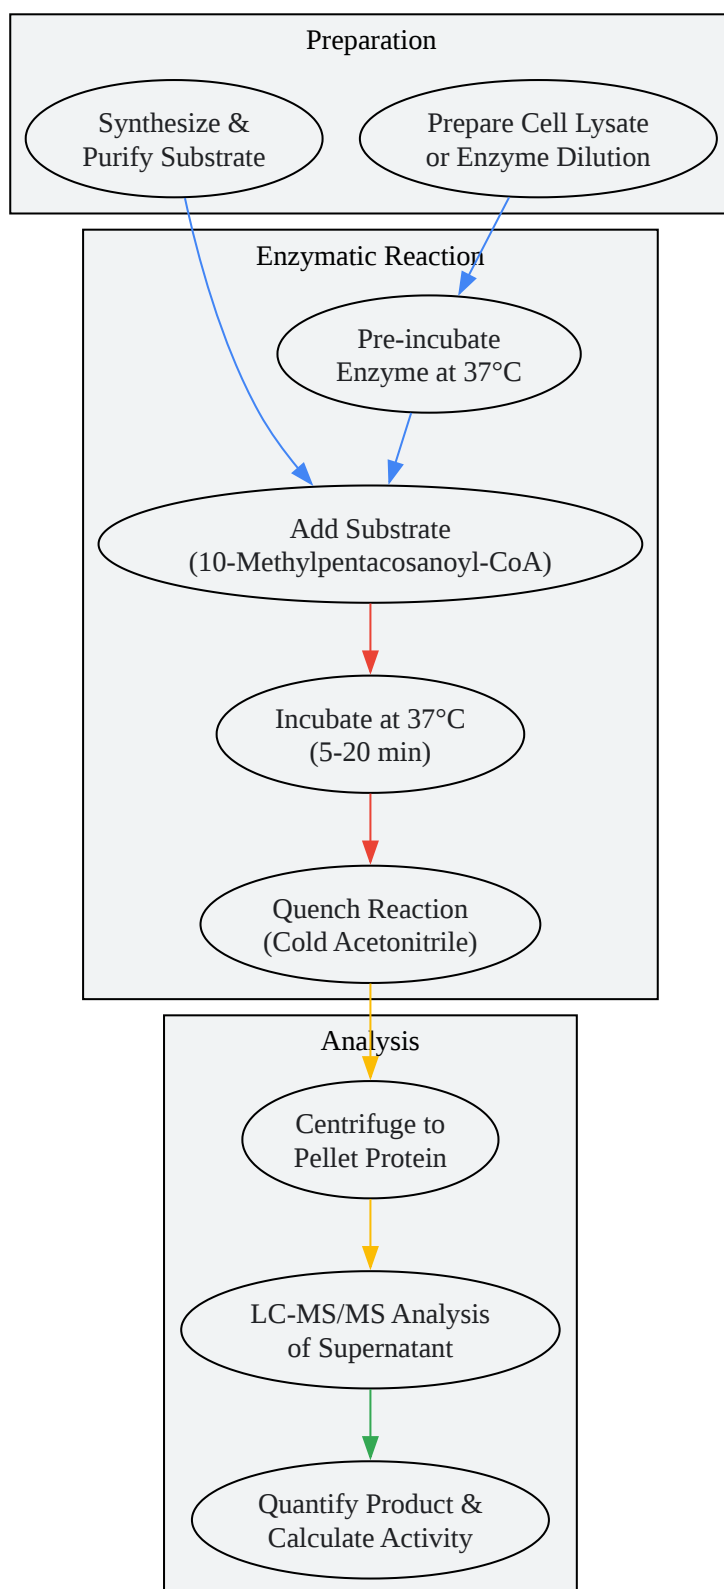 Preparation
Synthesize &
Purify Substrate
Prepare Cell Lysate
or Enzyme Dilution
Enzymatic Reaction
Pre-incubate
Enzyme at 37°C
Add Substrate
(10-Methylpentacosanoyl-CoA)
Incubate at 37°C
(5-20 min)
Quench Reaction
(Cold Acetonitrile)
Analysis
Centrifuge to
Pellet Protein
LC-MS/MS Analysis
of Supernatant
Quantify Product &
Calculate Activity